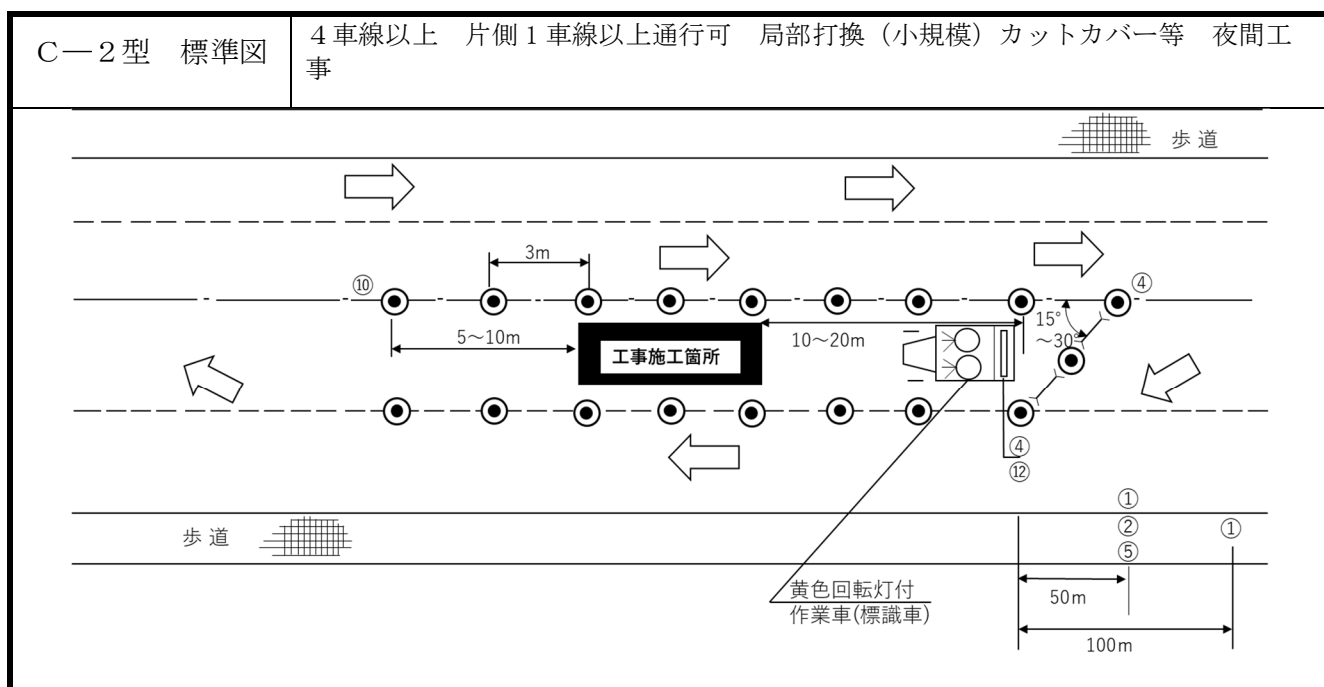 C―2型 標準図
4車線以上 片側1車線以上通行可 局部打換（小規模）カットカバー等 夜間工
事
歩道
3m
⑩
④
5～10m
10～20m
15°
～30°
工事施工箇所
④
⑫
①
歩道
②
①
⑤
黄色回転灯付
作業車(標識車)
50m
100m